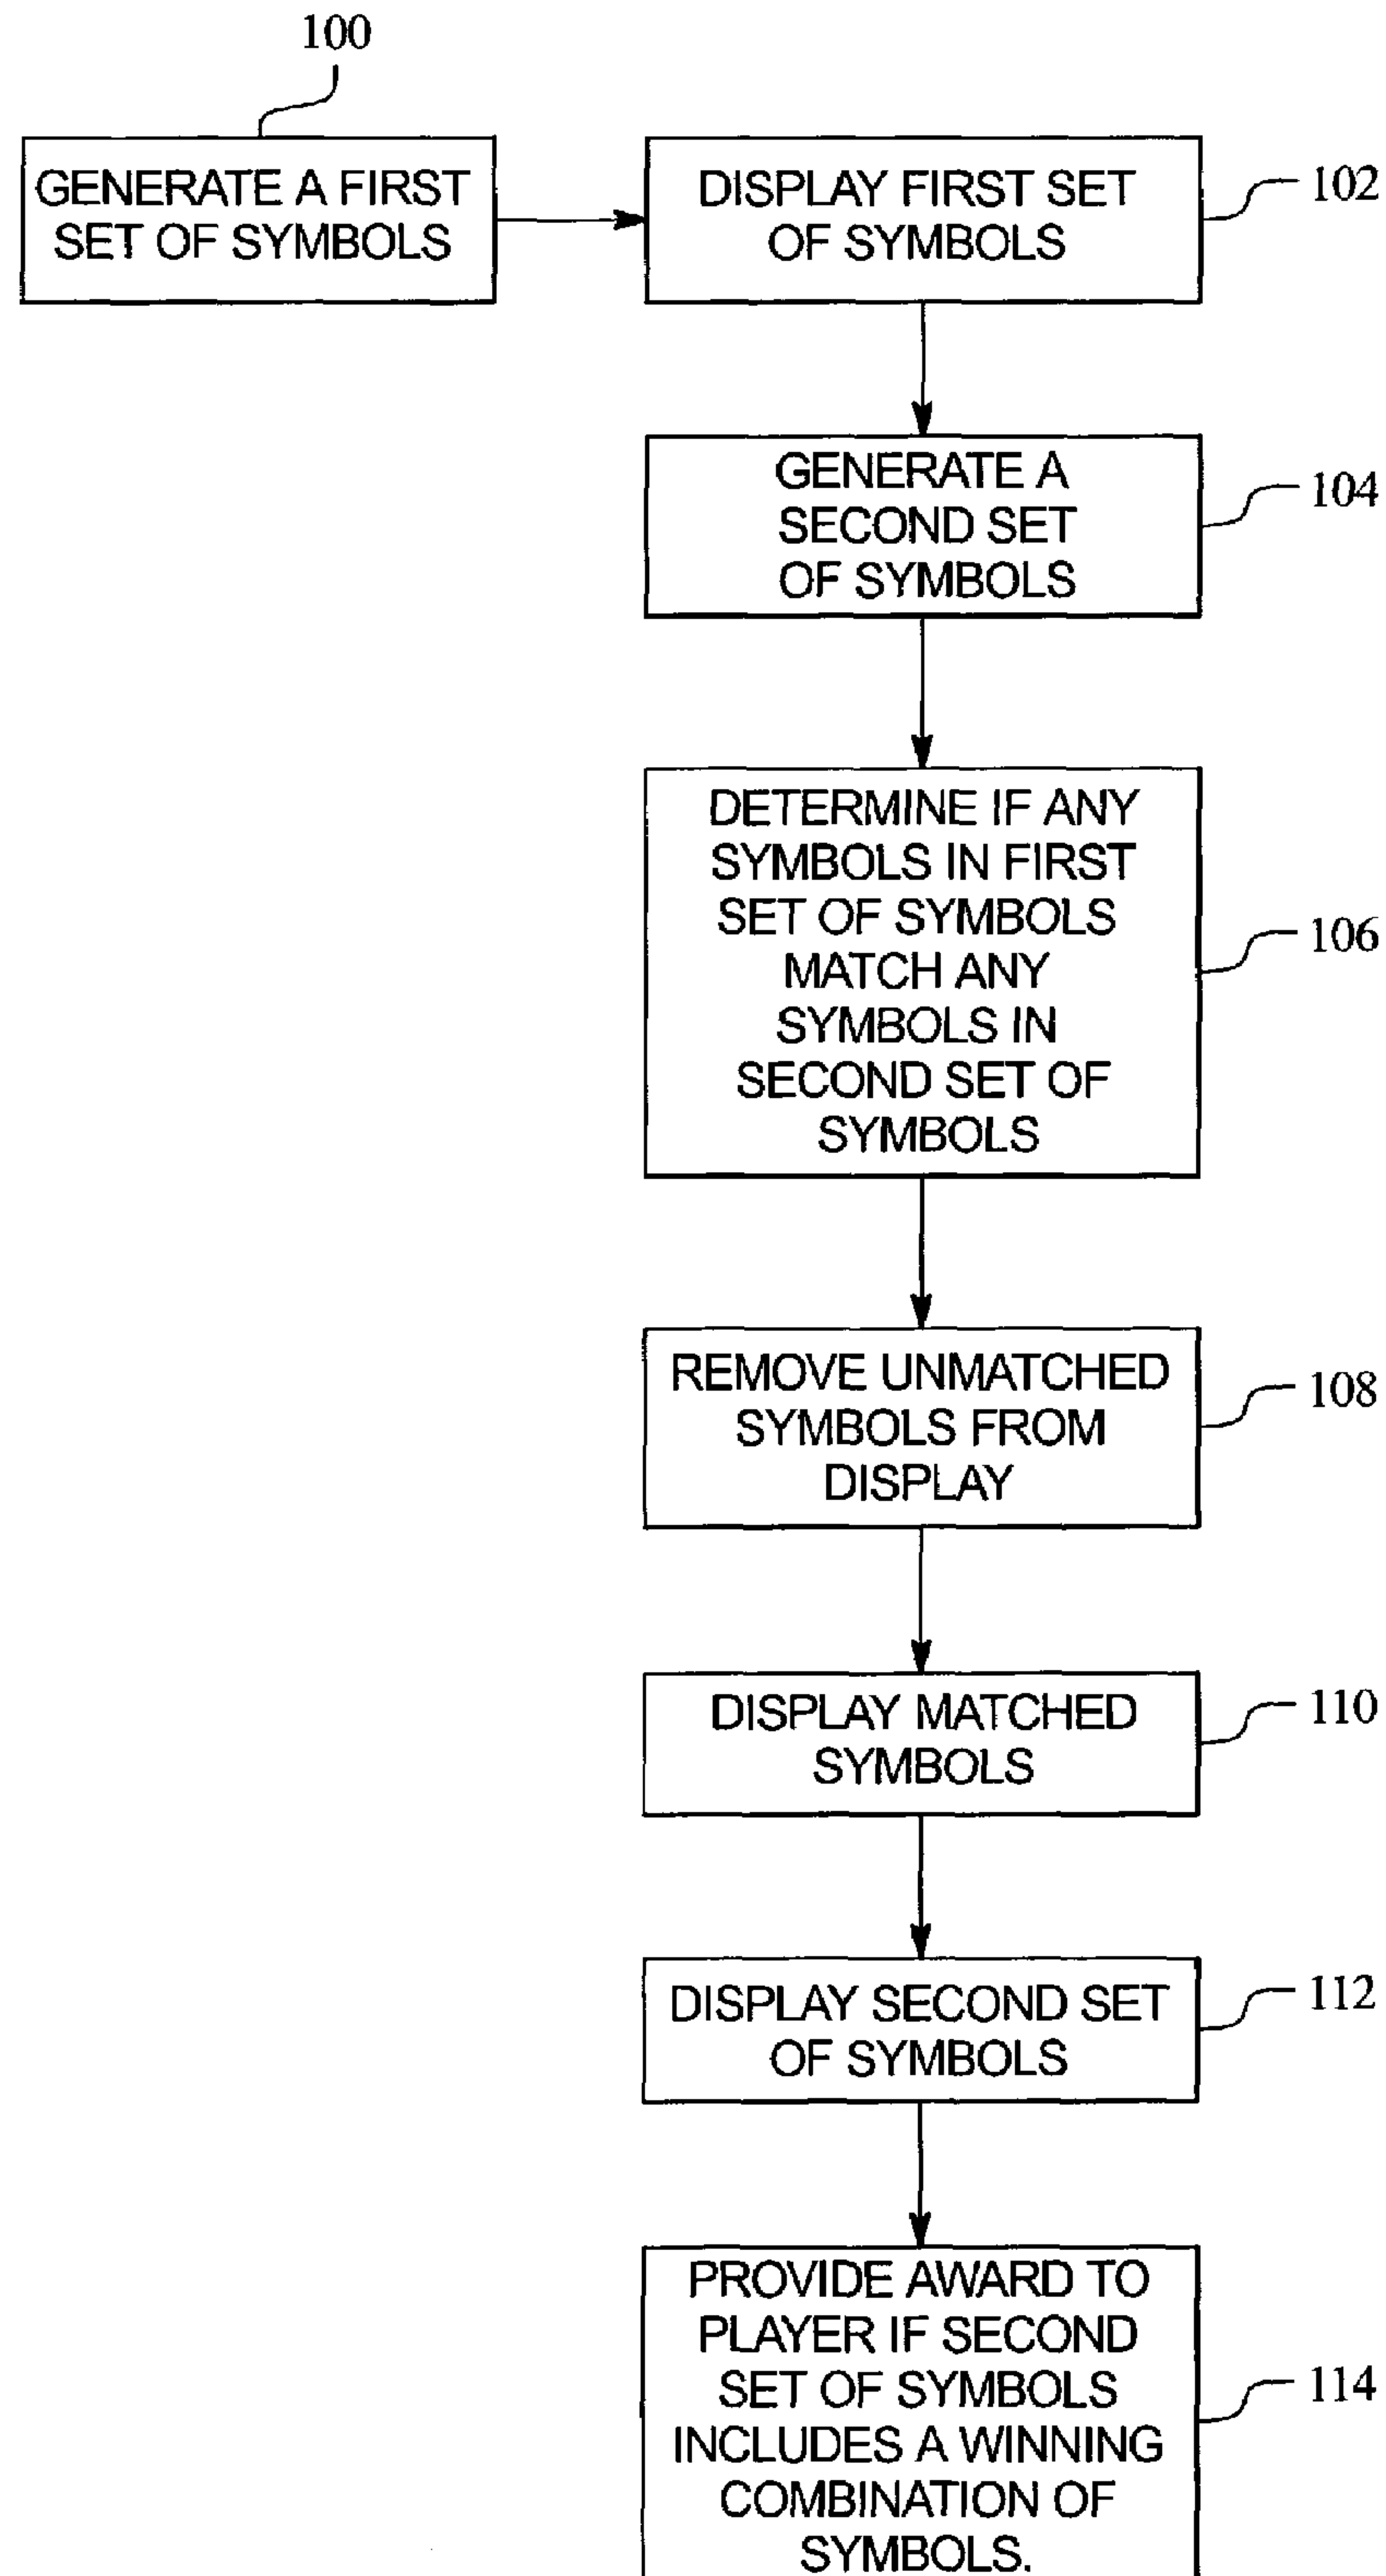 100
GENERATE A FIRST
SET OF SYMBOLS
DISPLAY FIRST SET
OF SYMBOLS
102
GENERATE A
SECOND SET
OF SYMBOLS
104
DETERMINE IF ANY
SYMBOLS IN FIRST
SET OF SYMBOLS
MATCH ANY
SYMBOLS IN
SECOND SET OF
SYMBOLS
106
REMOVE UNMATCHED
SYMBOLS FROM
DISPLAY
108
DISPLAY MATCHED
SYMBOLS
110
DISPLAY SECOND SET
OF SYMBOLS
112
PROVIDE AWARD TO
PLAYER IF SECOND
SET OF SYMBOLS
INCLUDES A WINNING
COMBINATION OF
SYMBOLS.
114